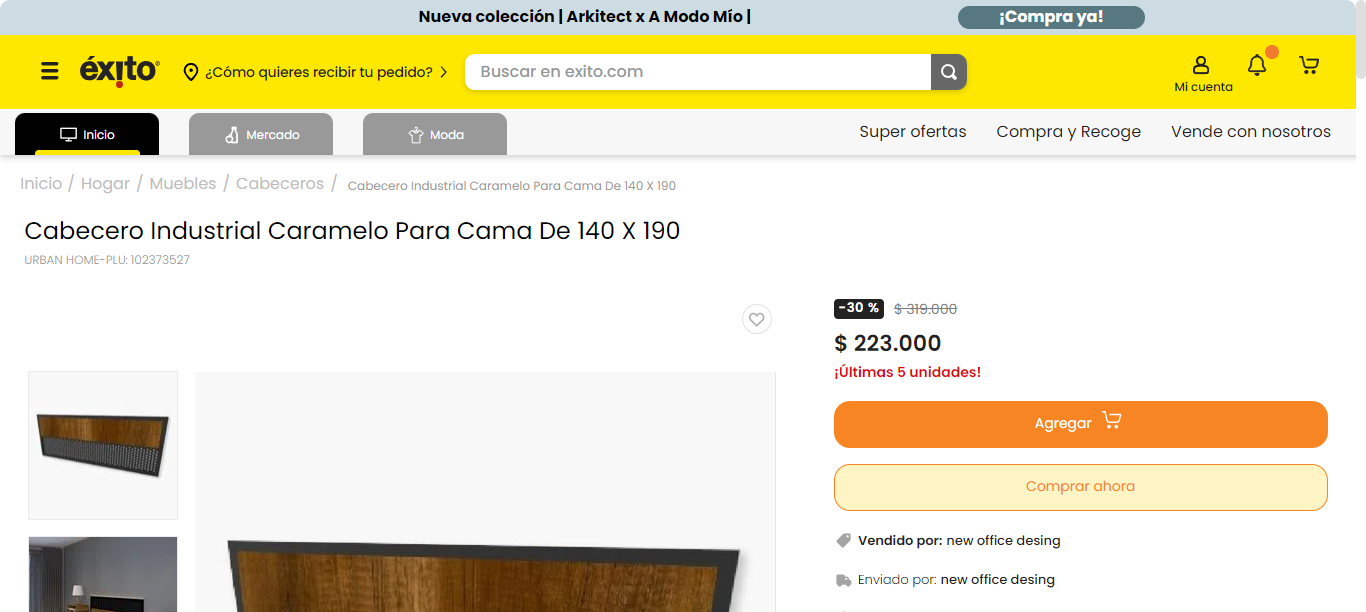 Nueva colección | Arkitect x A Modo Mío |
¡Compra ya!
éxito
¿Cómo quieres recibir tu pedido?
Buscar en exito.com
Mi cuenta
Inicio
Mercado
Moda
Super ofertas
Compra y Recoge
Vende con nosotros
Inicio / Hogar / Muebles / Cabeceros / Cabecero Industrial Caramelo Para Cama De 140 X 190
Cabecero Industrial Caramelo Para Cama De 140 X 190
URBAN HOME-PLU: 102373527
-30 % $ 319.000
$ 223.000
¡Últimas 5 unidades!
Agregar
Comprar ahora
Vendido por: new office desing
Enviado por: new office desing